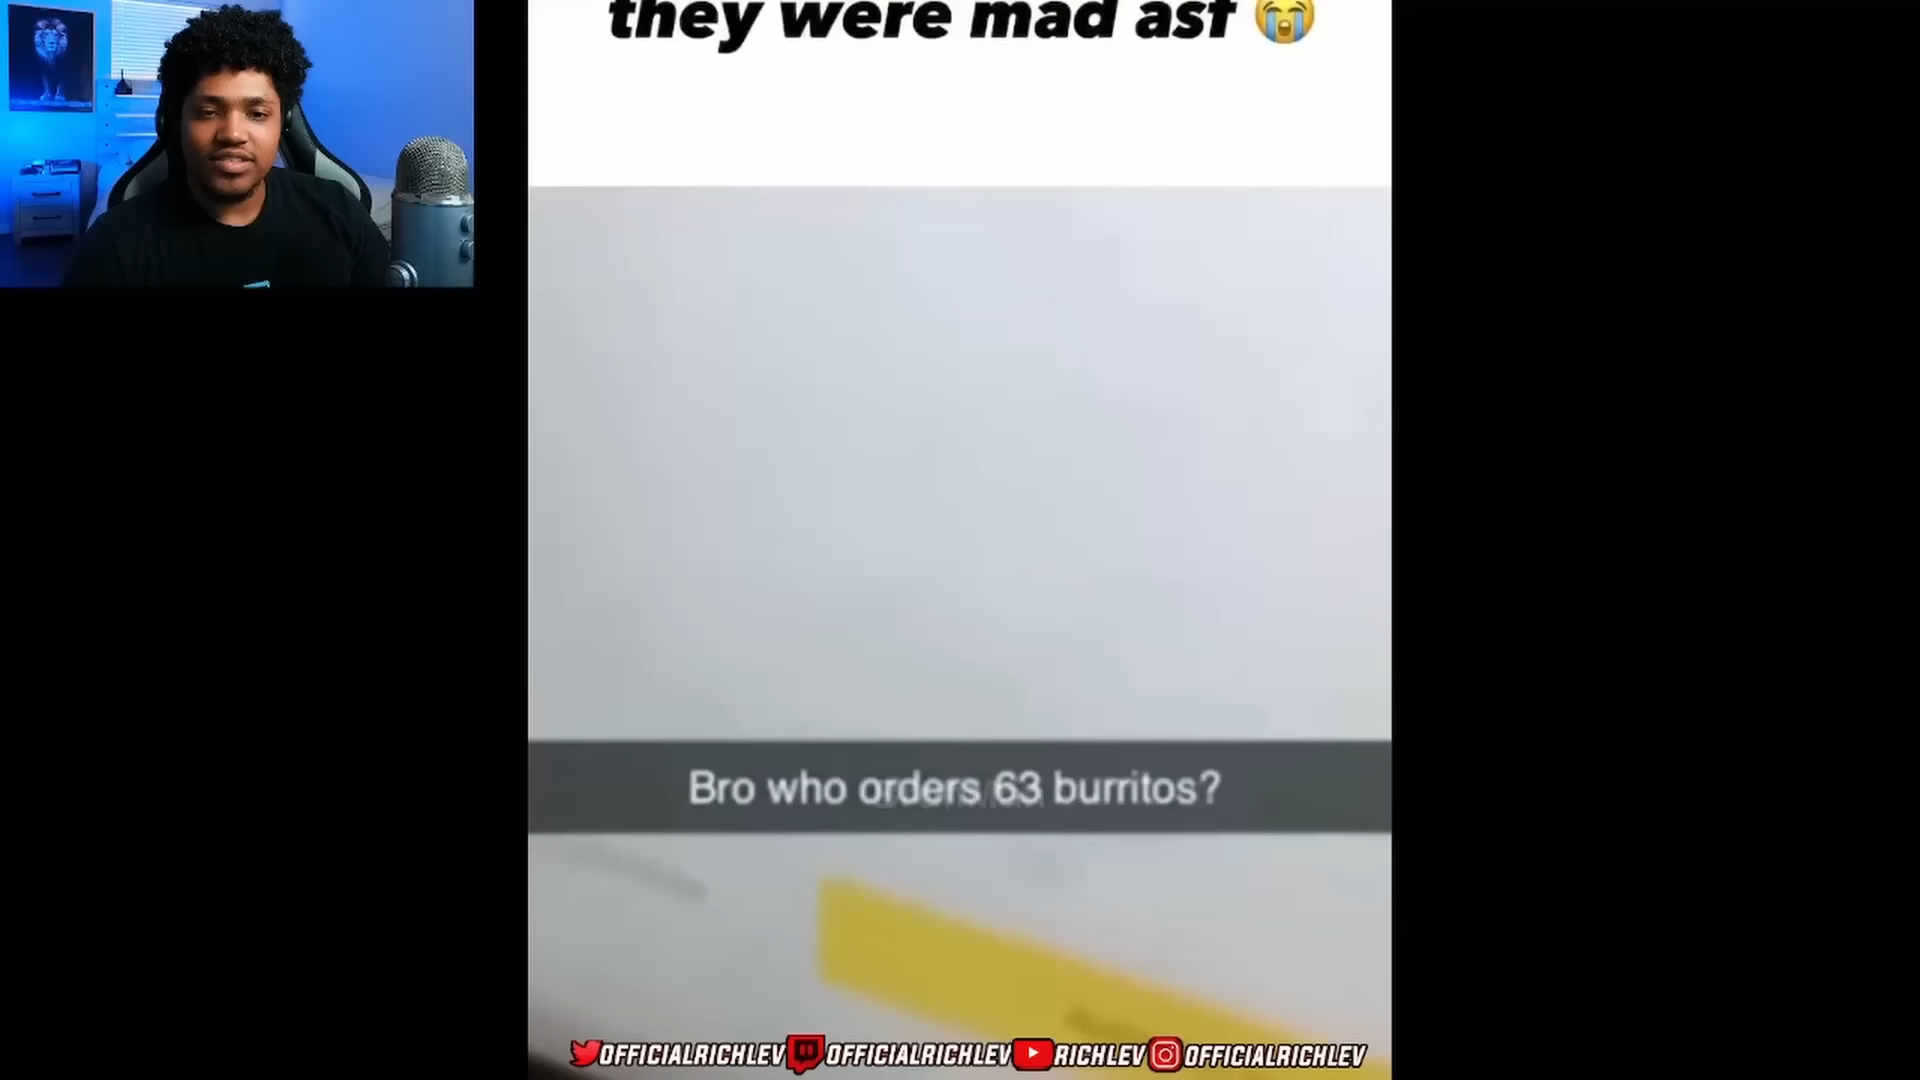 they were mad asf 😭
Bro who orders 63 burritos?
OFFICIALRICHLEV OFFICIALRICHLEV RICHLEV OFFICIALRICHLEV